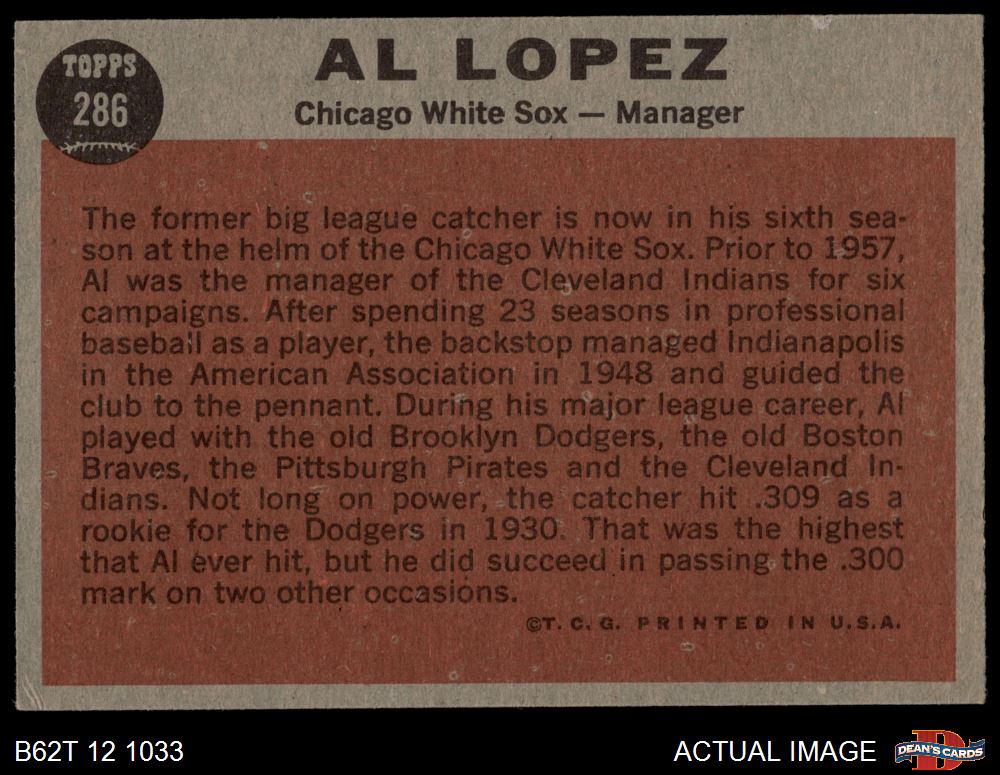 TOPPS
286
AL LOPEZ
Chicago White Sox — Manager
The former big league catcher is now in his sixth sea-
son at the helm of the Chicago White Sox. Prior to 1957,
Al was the manager of the Cleveland Indians for six
campaigns. After spending 23 seasons in professional
baseball as a player, the backstop managed Indianapolis
in the American Association in 1948 and guided the
club to the pennant. During his major league career, Al
played with the old Brooklyn Dodgers, the old Boston
Braves, the Pittsburgh Pirates and the Cleveland In-
dians. Not long on power, the catcher hit .309 as a
rookie for the Dodgers in 1930. That was the highest
that Al ever hit, but he did succeed in passing the .300
mark on two other occasions.
©T. C. G. PRINTED IN U.S.A.
B62T 12 1033
ACTUAL IMAGE
D
DEAN'S CARDS